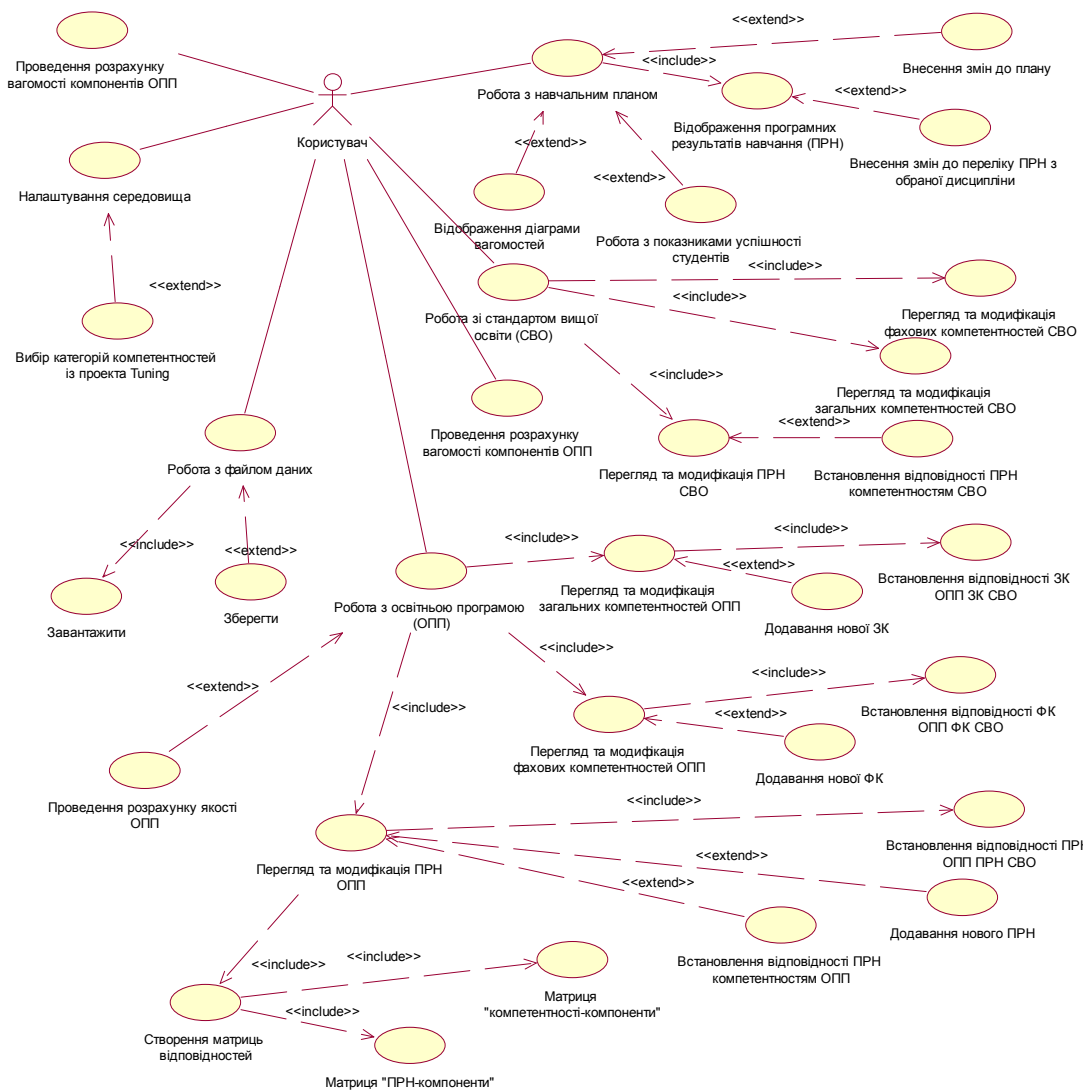 <<extend>>
Проведення розрахунку
вагомості компонентів ОПП
Внесення змін до плану
<<include>>
Робота з навчальним планом
<<extend>>
Відображення програмних
результатів навчання (ПРН)
Користувач
<<extend>>
Внесення змін до переліку ПРН з
обраної дисципліни
<<extend>>
Налаштування середовища
Відображення діаграми
вагомостей
Робота з показниками успішності
студентів
<<include>>
<<extend>>
Перегляд та модифікація
фахових компетентностей СВО
<<include>>
Робота зі стандартом вищої
освіти (СВО)
Вибір категорій компетентностей
із проекта Tuning
<<include>>
Перегляд та модифікація
загальних компетентностей СВО
<<extend>>
Проведення розрахунку
вагомості компонентів ОПП
Робота з файлом даних
Перегляд та модифікація ПРН
СВО
Встановлення відповідності ПРН
компетентностям СВО
<<include>>
<<extend>>
<<include>>
<<include>>
<<extend>>
Завантажити
Зберегти
Робота з освітньою програмою
(ОПП)
Перегляд та модифікація
загальних компетентностей ОПП
Встановлення відповідності ЗК
ОПП ЗК СВО
Додавання нової ЗК
<<include>>
<<extend>>
<<include>>
<<include>>
<<extend>>
Встановлення відповідності ФК
ОПП ФК СВО
Перегляд та модифікація
фахових компетентностей ОПП
Додавання нової ФК
Проведення розрахунку якості
ОПП
<<include>>
Встановлення відповідності ПРН
ОПП ПРН СВО
<<extend>>
Перегляд та модифікація ПРН
ОПП
<<extend>>
Додавання нового ПРН
Встановлення відповідності ПРН
компетентностям ОПП
<<include>>
<<include>>
Матриця
"компетентності-компоненти"
<<include>>
Створення матриць
відповідностей
Матриця "ПРН-компоненти"